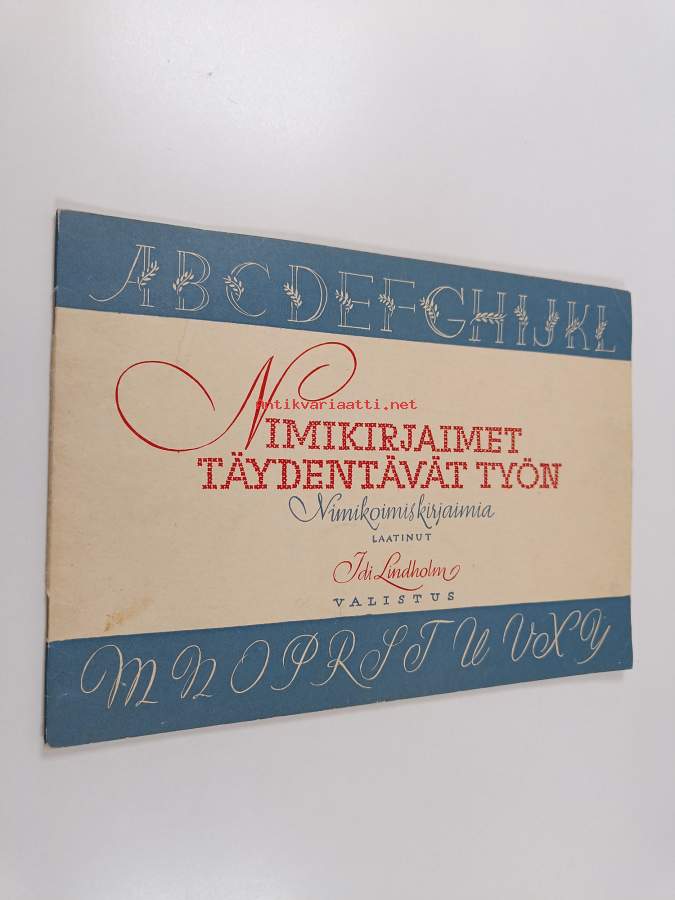 ABCDEFGHIJKL
antikvariaatti.net
NIMIKIRJAIMET
TÄYDENTÄVÄT TYÖN
Nimikoimiskirjaimia
LAATINUT
Idi Lindholm
VALISTUS
MNOPRSTUVXY